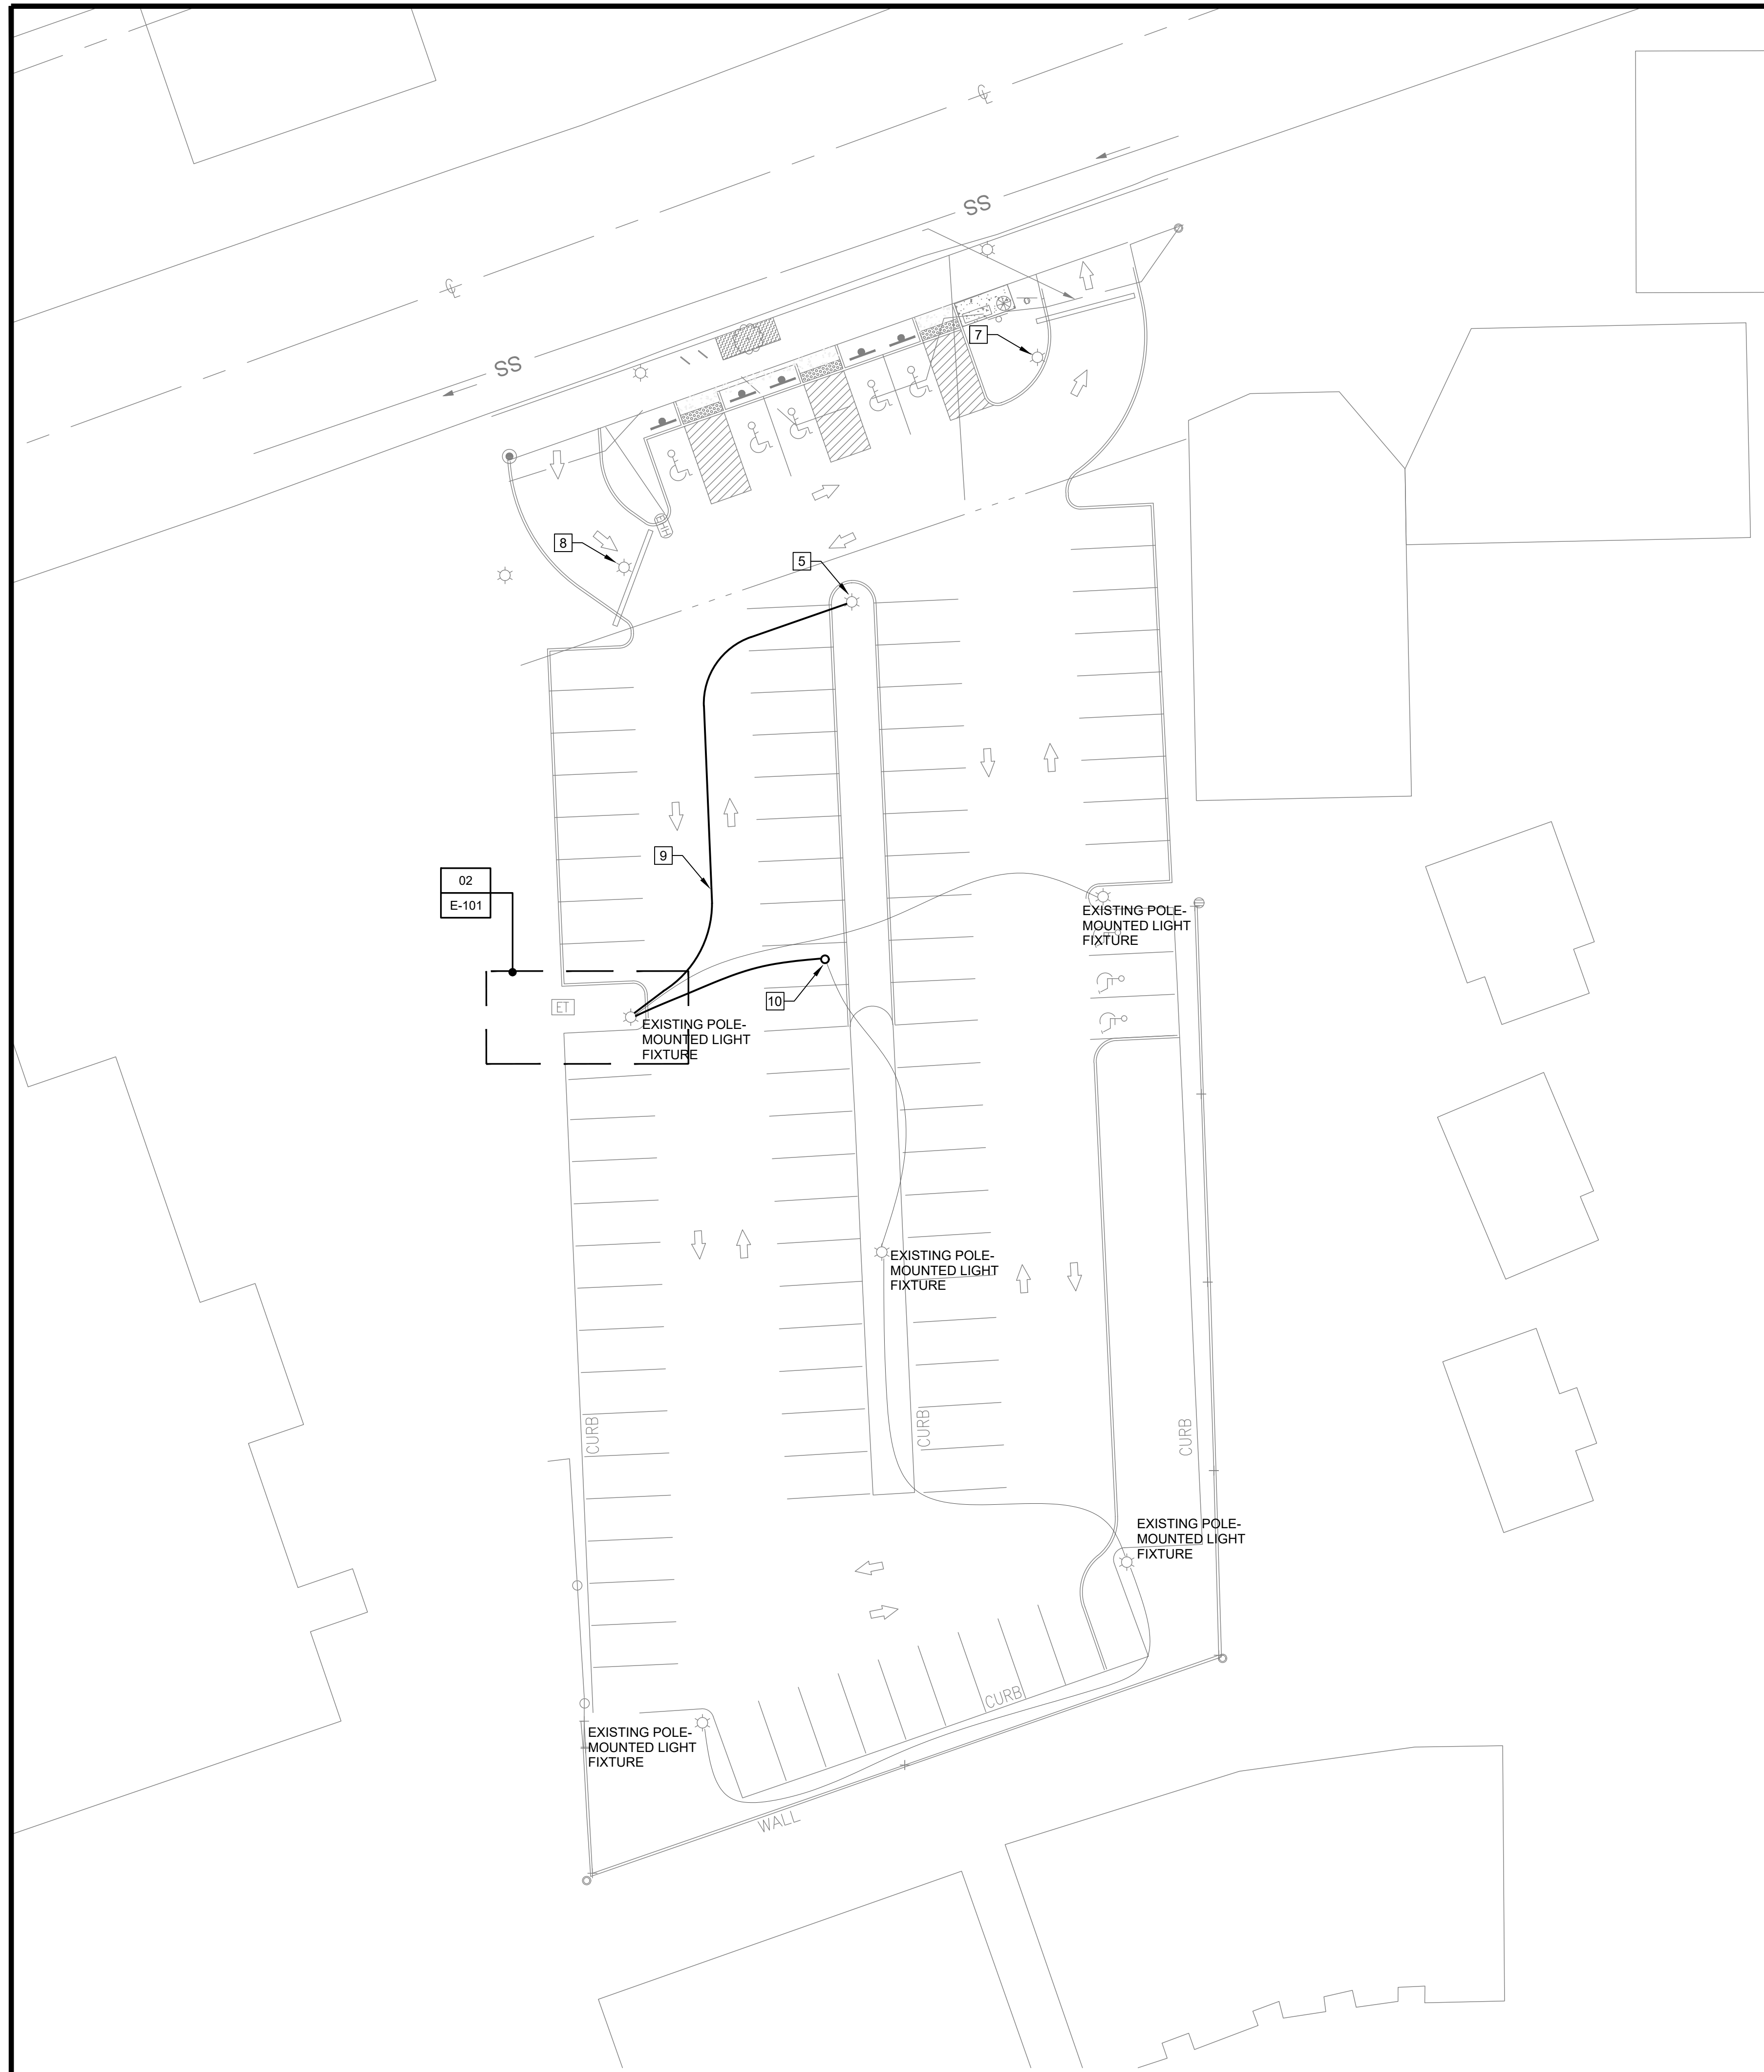 ℄
SS
℄
SS
7
8
5
9
02
E-101
EXISTING POLE-
MOUNTED LIGHT
FIXTURE
10
ET
EXISTING POLE-
MOUNTED LIGHT
FIXTURE
EXISTING POLE-
MOUNTED LIGHT
FIXTURE
CURB
CURB
CURB
EXISTING POLE-
MOUNTED LIGHT
FIXTURE
CURB
EXISTING POLE-
MOUNTED LIGHT
FIXTURE
WALL